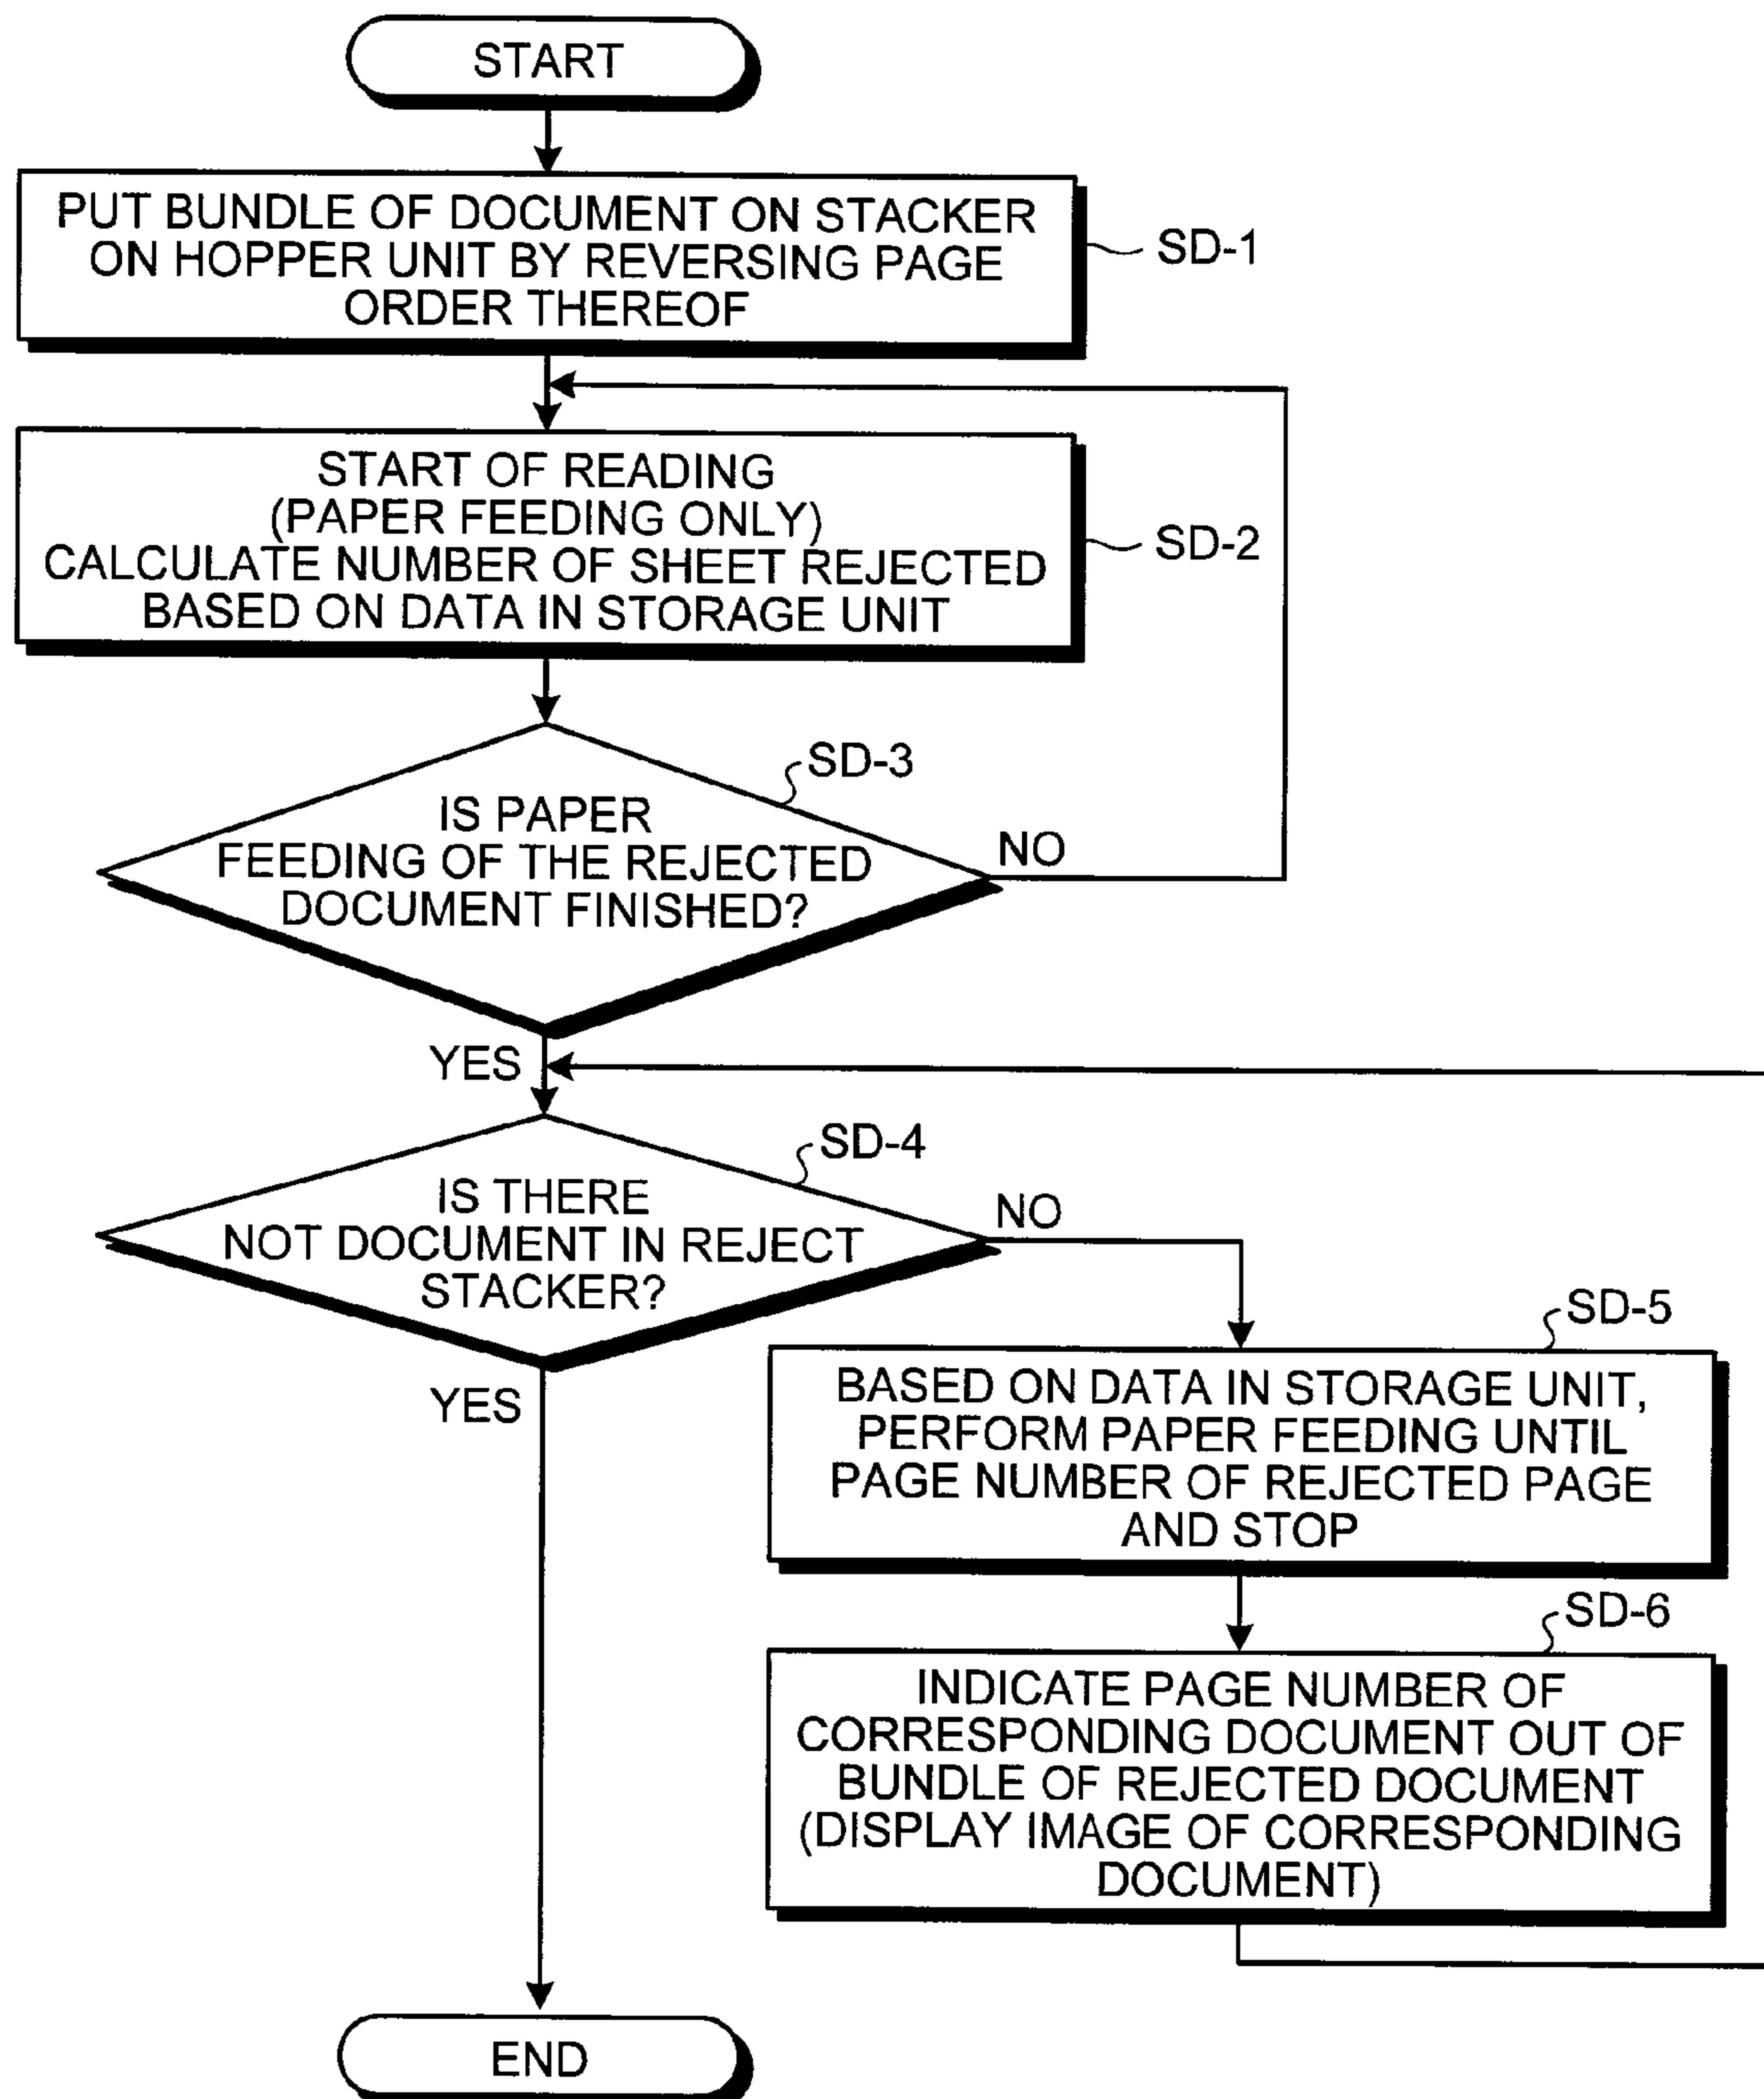 START
PUT BUNDLE OF DOCUMENT ON STACKER
ON HOPPER UNIT BY REVERSING PAGE
ORDER THEREOF
SD-1
START OF READING
(PAPER FEEDING ONLY)
CALCULATE NUMBER OF SHEET REJECTED
BASED ON DATA IN STORAGE UNIT
SD-2
SD-3
IS PAPER
FEEDING OF THE REJECTED
DOCUMENT FINISHED?
NO
YES
SD-4
IS THERE
NOT DOCUMENT IN REJECT
STACKER?
NO
YES
SD-5
BASED ON DATA IN STORAGE UNIT,
PERFORM PAPER FEEDING UNTIL
PAGE NUMBER OF REJECTED PAGE
AND STOP
SD-6
INDICATE PAGE NUMBER OF
CORRESPONDING DOCUMENT OUT OF
BUNDLE OF REJECTED DOCUMENT
(DISPLAY IMAGE OF CORRESPONDING
DOCUMENT)
END